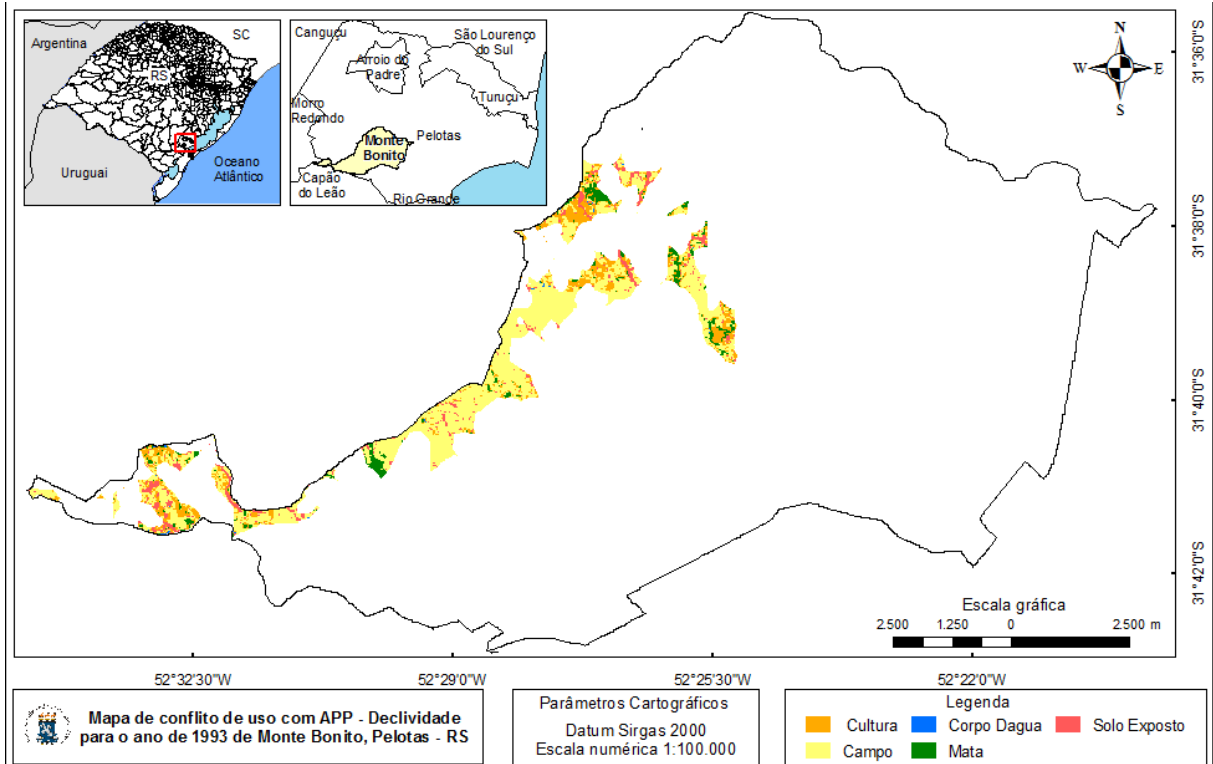 Argentina
SC
RS
Uruguai
Oceano
Atlântico
Canguçu
São Lourenço
do Sul
Arroio do
Padre
Turuçu
Morro
Redondo
Pelotas
Monte
Bonito
Capão
do Leão
Rio Grande
N
W E
S
31°36'0"S
31°38'0"S
31°40'0"S
31°42'0"S
Escala gráfica
2.500 1.250 0 2.500 m
52°32'30"W 52°29'0"W 52°25'30"W 52°22'0"W
Mapa de conflito de uso com APP - Declividade
para o ano de 1993 de Monte Bonito, Pelotas - RS
Parâmetros Cartográficos
Datum Sirgas 2000
Escala numérica 1:100.000
Legenda
Cultura Corpo Dagua Solo Exposto
Campo Mata